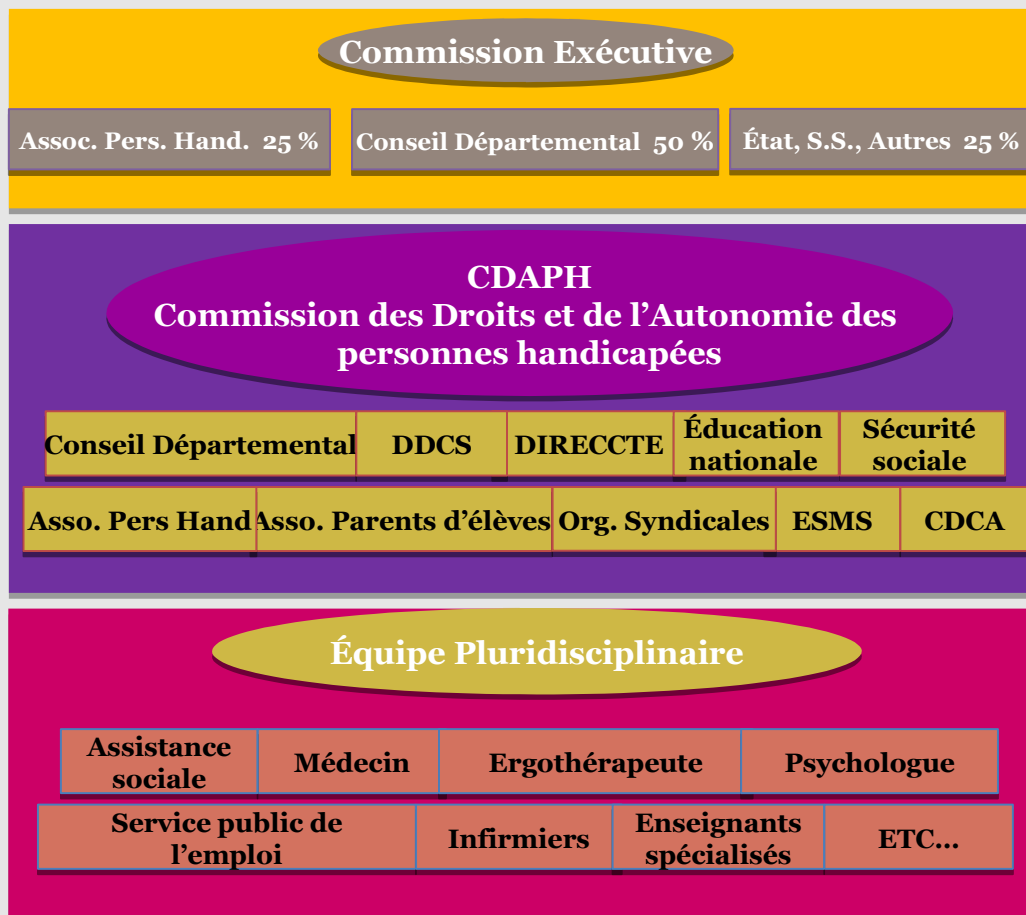 Commission Exécutive
Assoc. Pers. Hand. 25 %
Conseil Départemental 50 %
État, S.S., Autres 25 %
CDAPH
Commission des Droits et de l’Autonomie des
personnes handicapées
Conseil Départemental
DDCS
DIRECCTE
Éducation
nationale
Sécurité
sociale
Asso. Pers Hand
Asso. Parents d’élèves
Org. Syndicales
ESMS
CDCA
Équipe Pluridisciplinaire
Assistance
sociale
Médecin
Ergothérapeute
Psychologue
Service public de
l’emploi
Infirmiers
Enseignants
spécialisés
ETC…